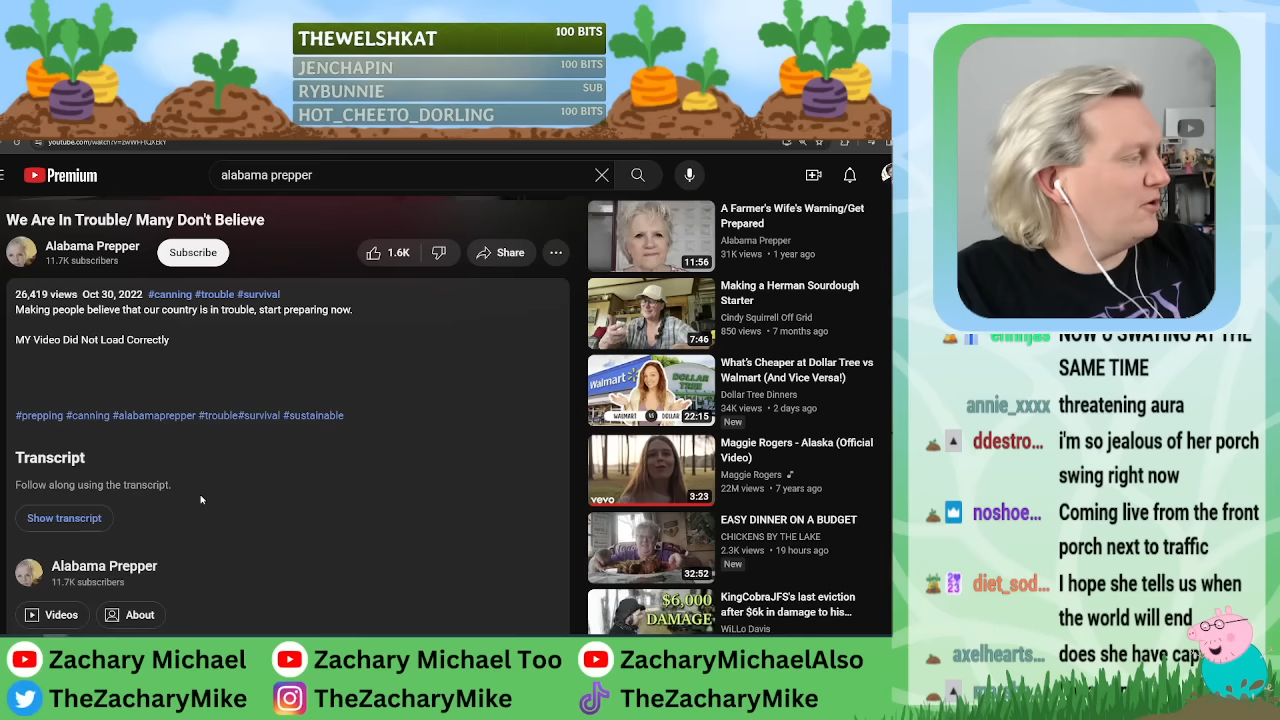 THEWELSHKAT 100 BITS
JENCHAPIN 100 BITS
RYBUNNIE SUB
HOT_CHEETO_DORLING 100 BITS
Premium
alabama prepper
We Are In Trouble/ Many Don't Believe
Alabama Prepper
11.7K subscribers
Subscribe
1.6K
Share
26,419 views Oct 30, 2022 #canning #trouble #survival
Making people believe that our country is in trouble, start preparing now.
MY Video Did Not Load Correctly
#prepping #canning #alabamaprepper #trouble#survival #sustainable
Transcript
Follow along using the transcript.
Show transcript
Alabama Prepper
11.7K subscribers
Videos
About
A Farmer's Wife's Warning/Get
Prepared
Alabama Prepper
31K views • 1 year ago
11:56
Making a Herman Sourdough
Starter
Cindy Squirrell Off Grid
850 views • 7 months ago
7:46
What's Cheaper at Dollar Tree vs
Walmart (And Vice Versa!)
Dollar Tree Dinners
34K views • 2 days ago
New
Walmart
DOLLAR TREE
WALMART VS DOLLAR
22:15
Maggie Rogers - Alaska (Official
Video)
Maggie Rogers
22M views • 7 years ago
vevo
3:23
EASY DINNER ON A BUDGET
CHICKENS BY THE LAKE
2.3K views • 19 hours ago
New
32:52
KingCobraJFS's last eviction
after $6k in damage to his...
WiLLo Davis
$6,000
DAMAGE
NOW U SWAYING AT THE
SAME TIME
annie_xxxx threatening aura
ddestro... i'm so jealous of her porch
swing right now
noshoe... Coming live from the front
porch next to traffic
diet_sod... I hope she tells us when
the world will end
axelhearts... does she have
Zachary Michael
Zachary Michael Too
ZacharyMichaelAlso
TheZacharyMike
TheZacharyMike
TheZacharyMike